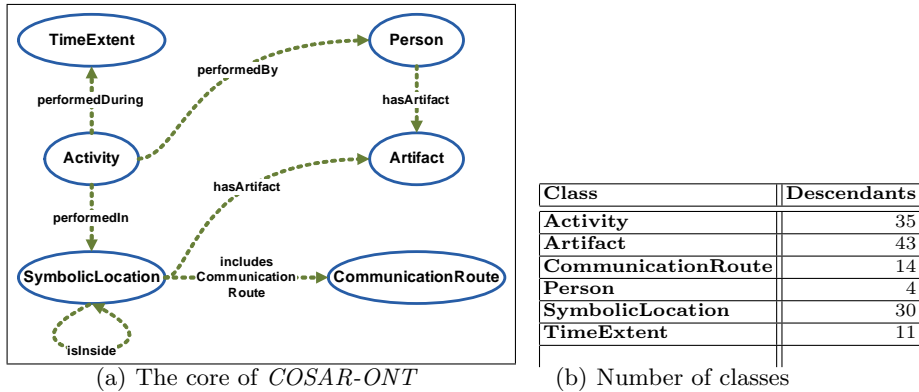 TimeExtent
Person
performedBy
performedDuring
hasArtifact
Activity
Artifact
hasArtifact
performedIn
includes
Communication
Route
SymbolicLocation
CommunicationRoute
isInside
(a) The core of COSAR-ONT
Class Descendants
Activity 35
Artifact 43
CommunicationRoute 14
Person 4
SymbolicLocation 30
TimeExtent 11
(b) Number of classes